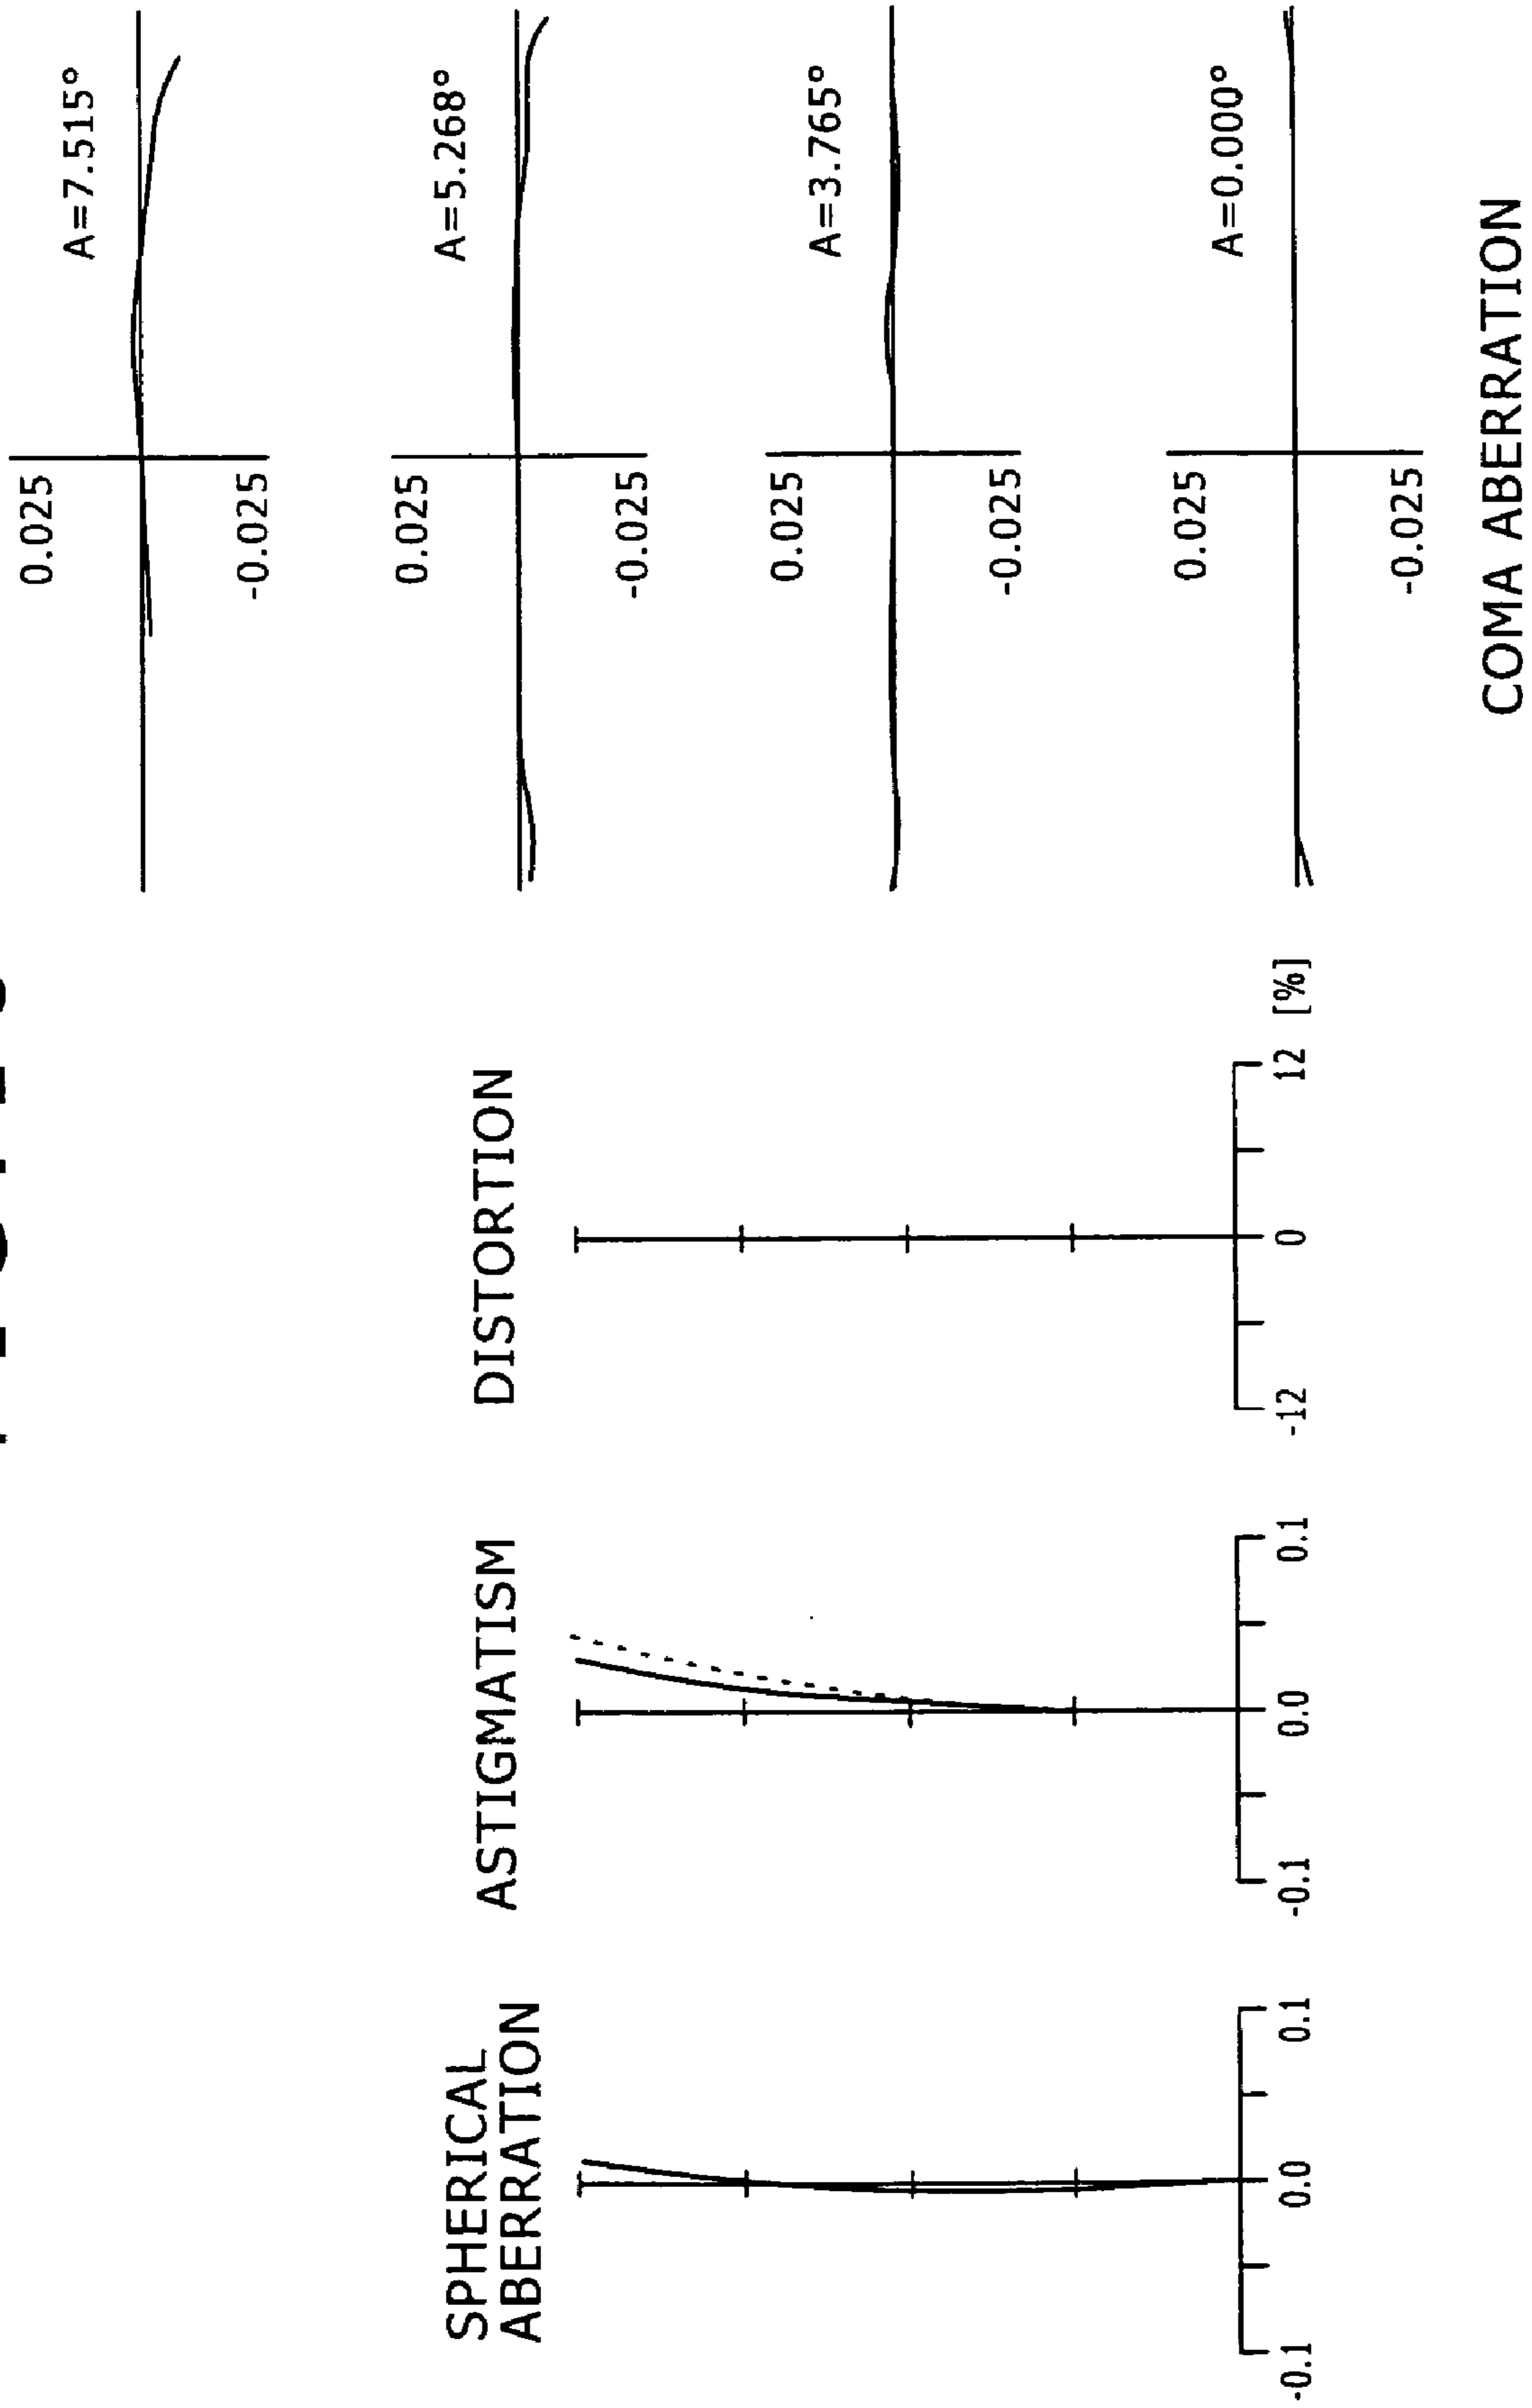 SPHERICAL
ABERRATION
-0.1
0.0
0.1
ASTIGMATISM
-0.1
0.0
0.1
DISTORTION
-12
0
12
[%]
0.025
A=7.515°
-0.025
0.025
A=5.268°
-0.025
0.025
A=3.765°
-0.025
0.025
A=0.000°
-0.025
COMA ABERRATION